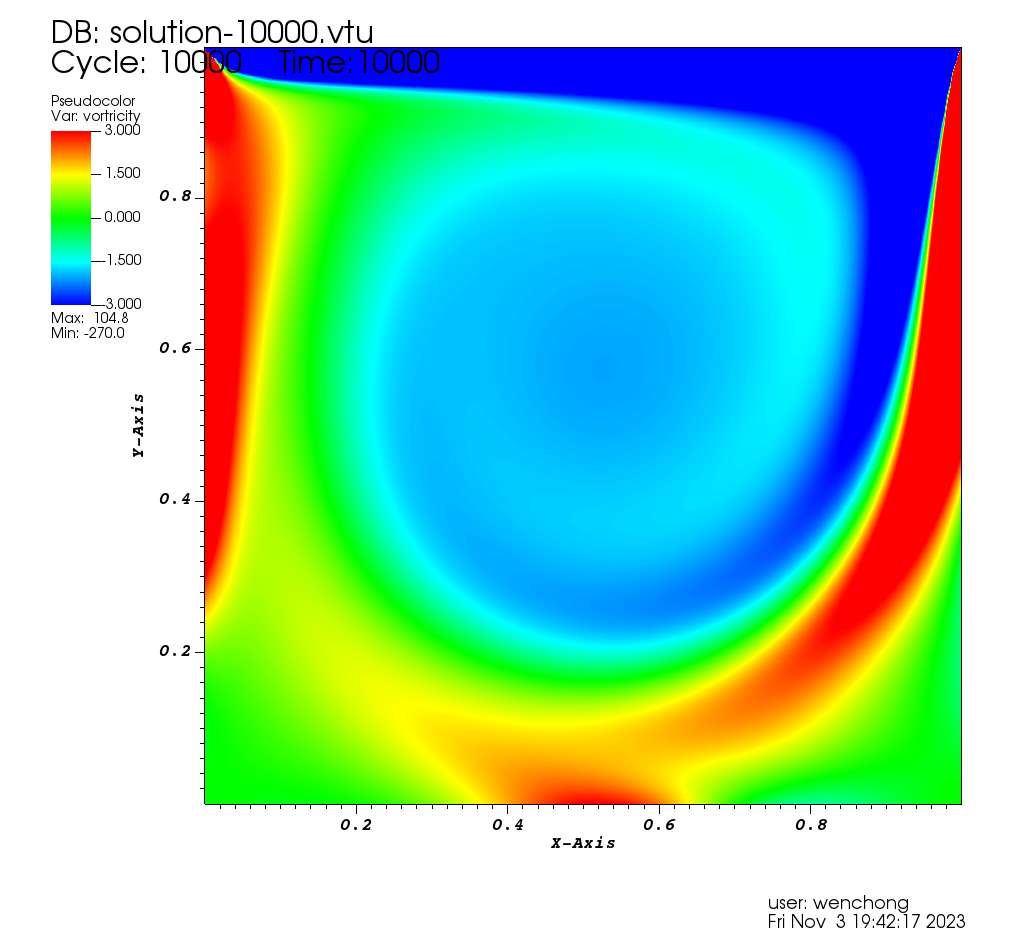 DB: solution-10000.vtu
Cycle: 10000 Time:10000
Pseudocolor
Var: vortricity
3.000
1.500
0.000
-1.500
-3.000
Max: 104.8
Min: -270.0
0.8
0.6
Y-Axis
0.4
0.2
0.2 0.4 0.6 0.8
X-Axis
user: wenchong
Fri Nov 3 19:42:17 2023